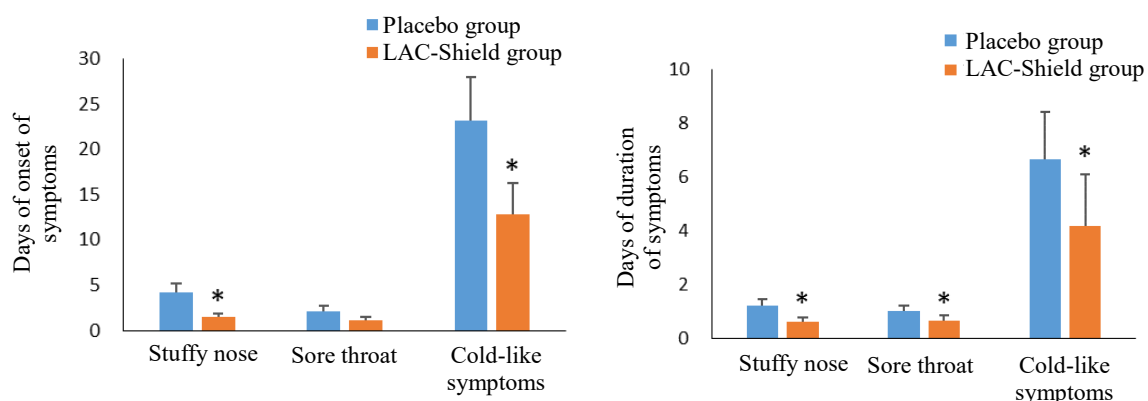 Placebo group
LAC-Shield group
Days of onset of
symptoms
30
25
20
15
10
5
0
*
*
Stuffy nose
Sore throat
Cold-like
symptoms
Placebo group
LAC-Shield group
Days of duration
of symptoms
10
8
6
4
2
0
*
*
*
Stuffy nose
Sore throat
Cold-like
symptoms